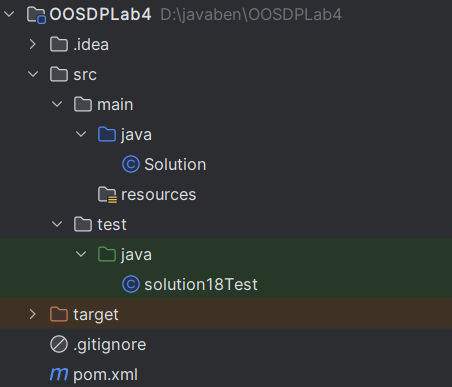 OOSDPLab4 D:\javaben\OOSDPLab4
.idea
src
main
java
Solution
resources
test
java
solution18Test
target
.gitignore
pom.xml